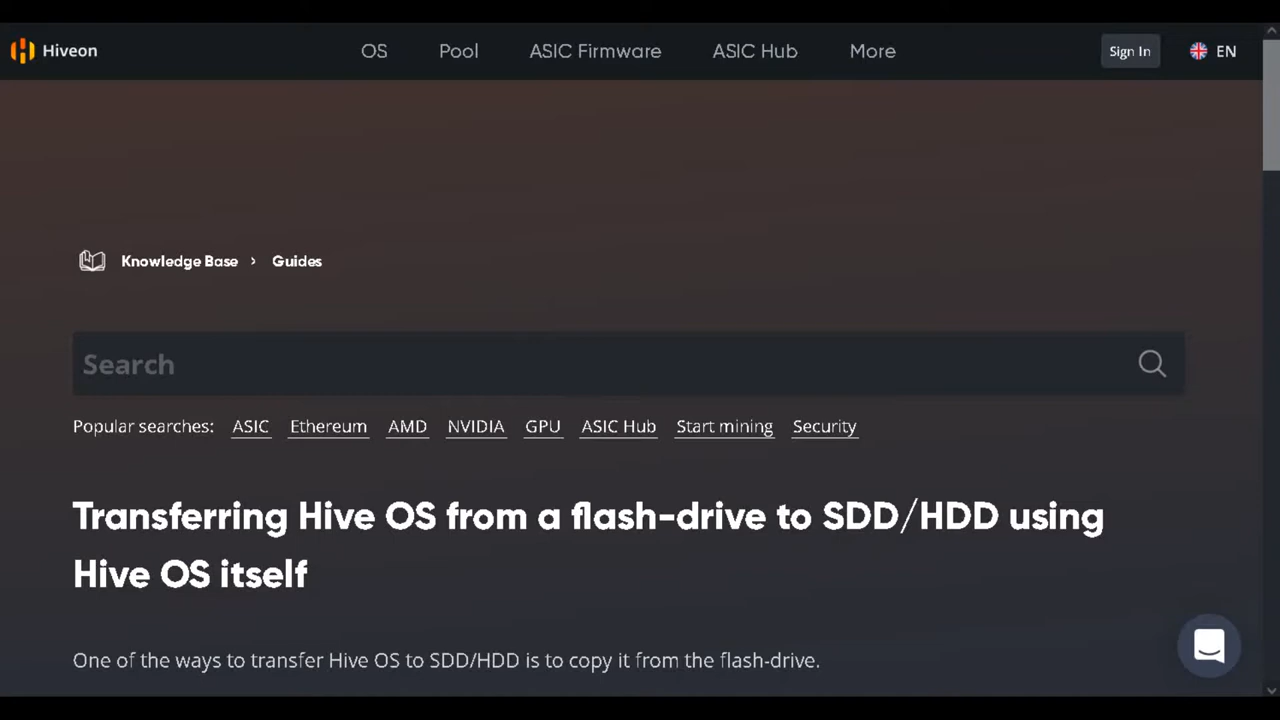 Hiveon OS Pool ASIC Firmware ASIC Hub More Sign In EN
Knowledge Base › Guides
Search
Popular searches: ASIC Ethereum AMD NVIDIA GPU ASIC Hub Start mining Security
Transferring Hive OS from a flash-drive to SDD/HDD using
Hive OS itself
One of the ways to transfer Hive OS to SDD/HDD is to copy it from the flash-drive.